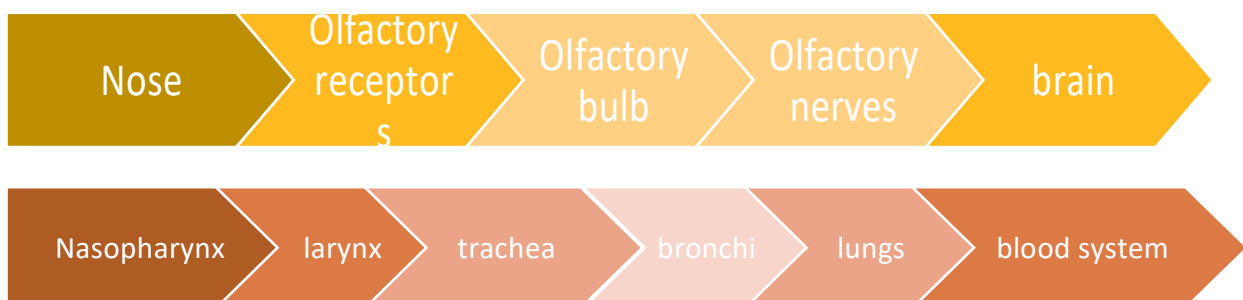 Nose
Olfactory
receptor
s
Olfactory
bulb
Olfactory
nerves
brain
Nasopharynx
larynx
trachea
bronchi
lungs
blood system